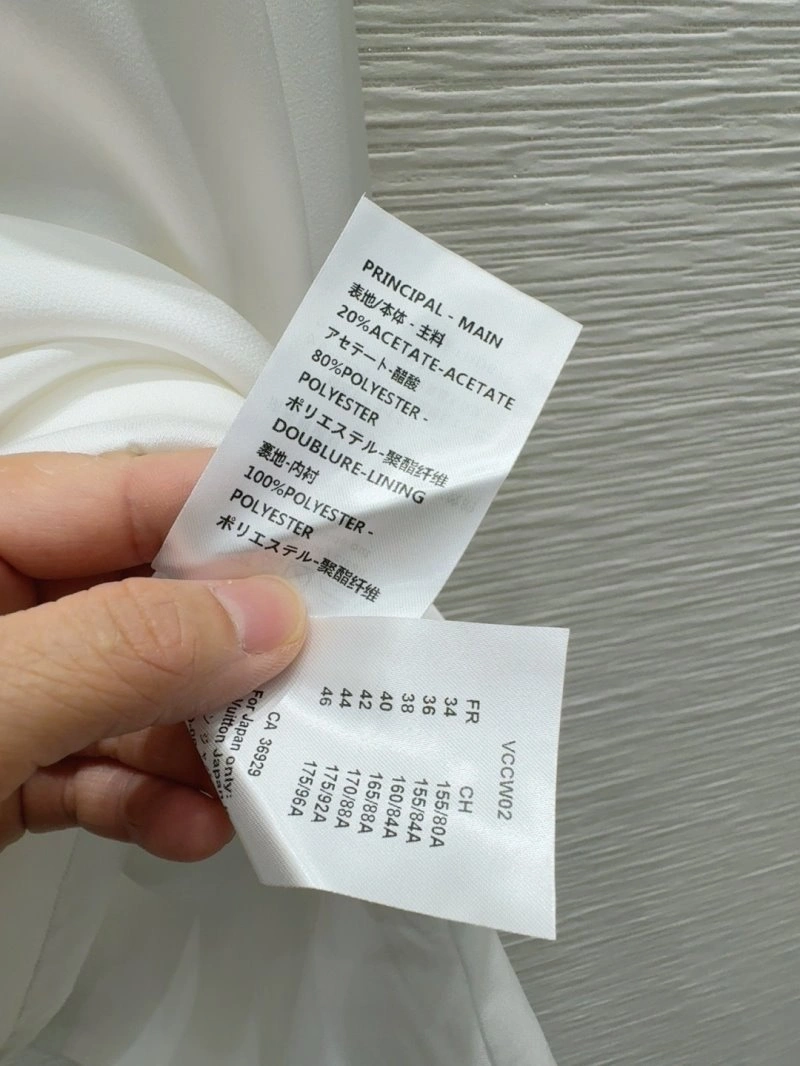 PRINCIPAL - MAIN
表地/本体 - 主料
20%ACETATE-ACETATE
アセテート-醋酸
80%POLYESTER -
POLYESTER
ポリエステル-聚酯纤维
DOUBLURE-LINING
裏地-内衬
100%POLYESTER -
POLYESTER
ポリエステル-聚酯纤维
VCCW02
FR CH
34 155/80A
36 155/84A
38 160/84A
40 165/88A
42 170/88A
44 175/92A
46 175/96A
CA 36929
For Japan only:
Vuitton Japan